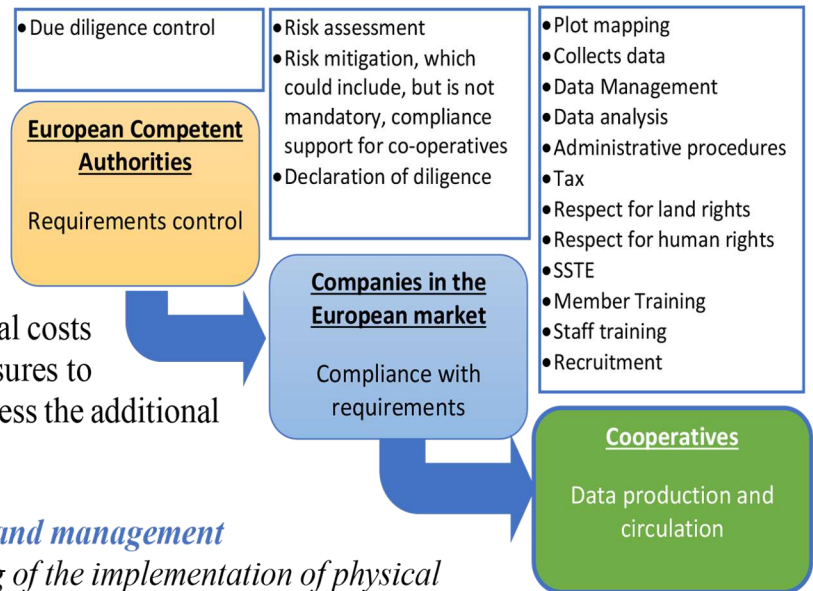 • Due diligence control
European Competent
Authorities
Requirements control
• Risk assessment
• Risk mitigation, which
could include, but is not
mandatory, compliance
support for co-operatives
• Declaration of diligence
Companies in the
European market
Compliance with
requirements
• Plot mapping
• Collects data
• Data Management
• Data analysis
• Administrative procedures
• Tax
• Respect for land rights
• Respect for human rights
• SSTE
• Member Training
• Staff training
• Recruitment
Cooperatives
Data production and
circulation
al costs
sures to
ess the additional
and management
g of the implementation of physical